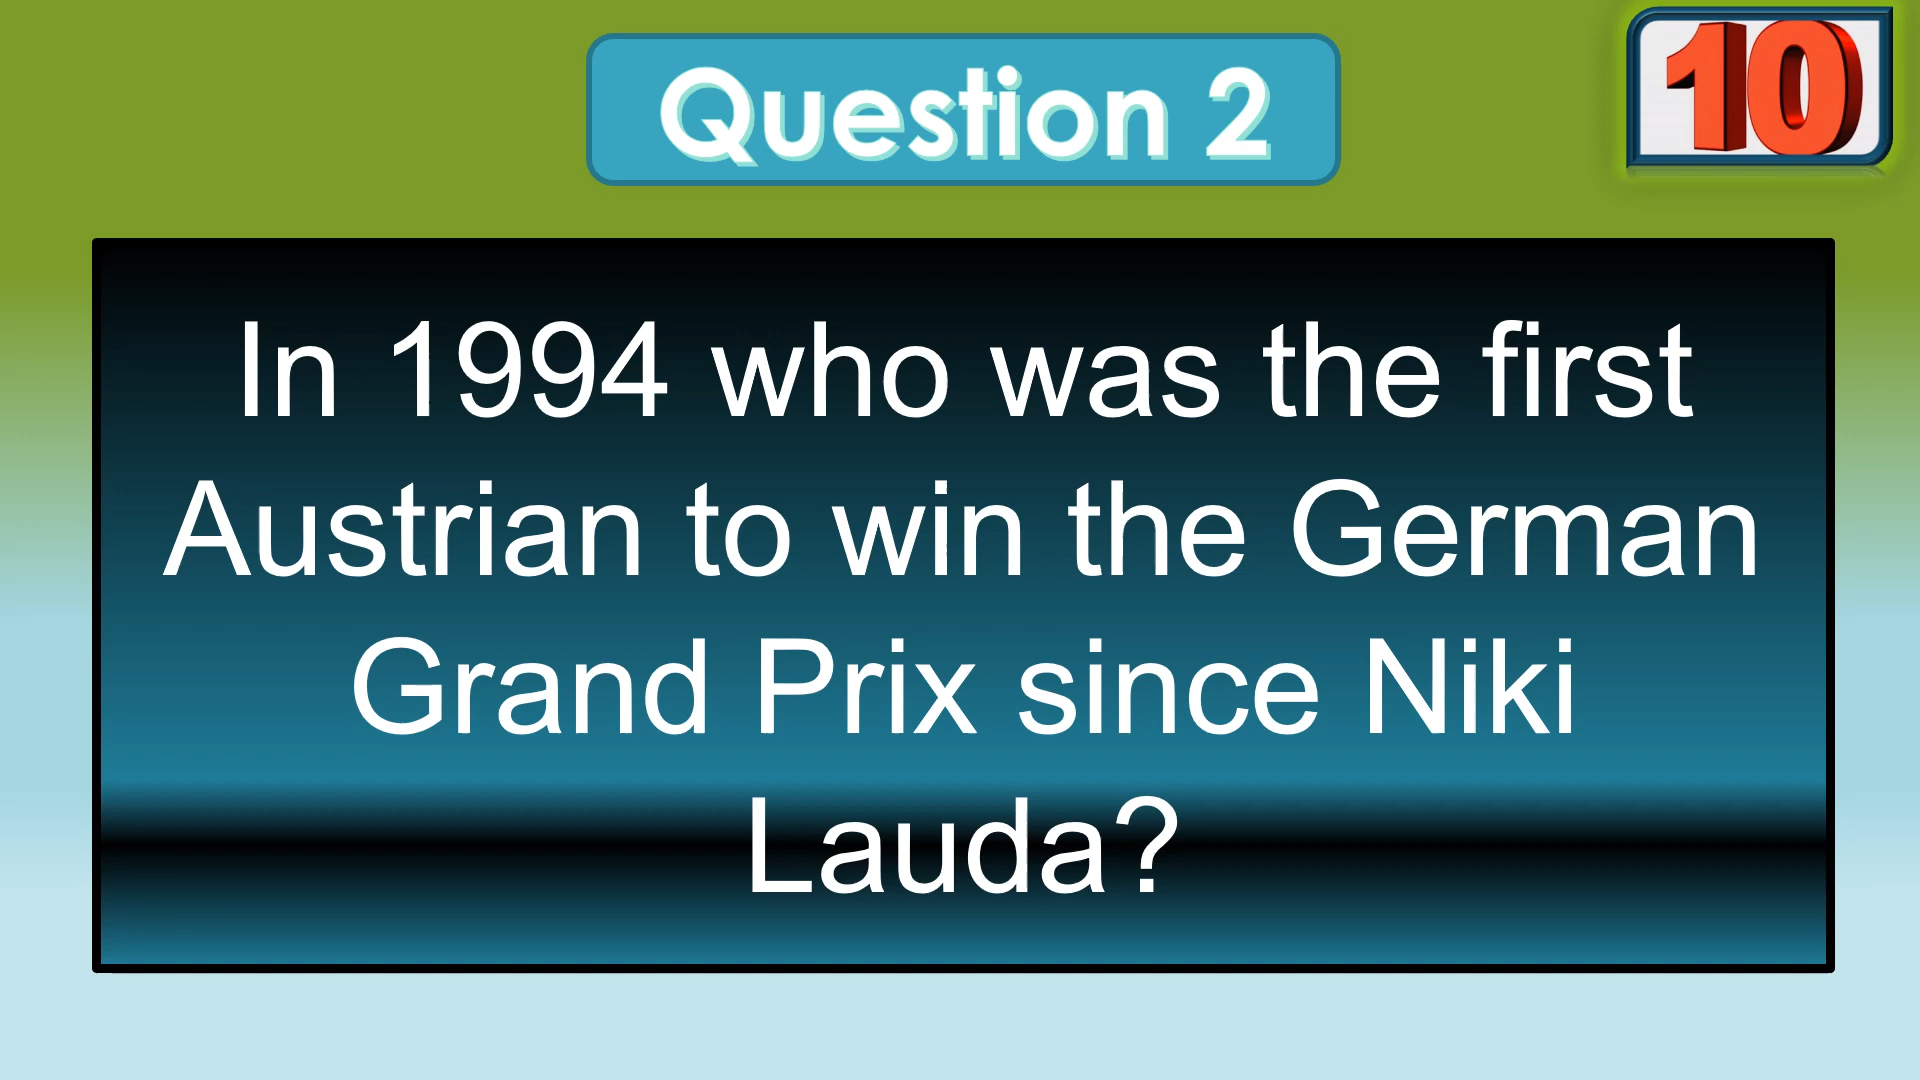 Question 2
10
In 1994 who was the first
Austrian to win the German
Grand Prix since Niki
Lauda?